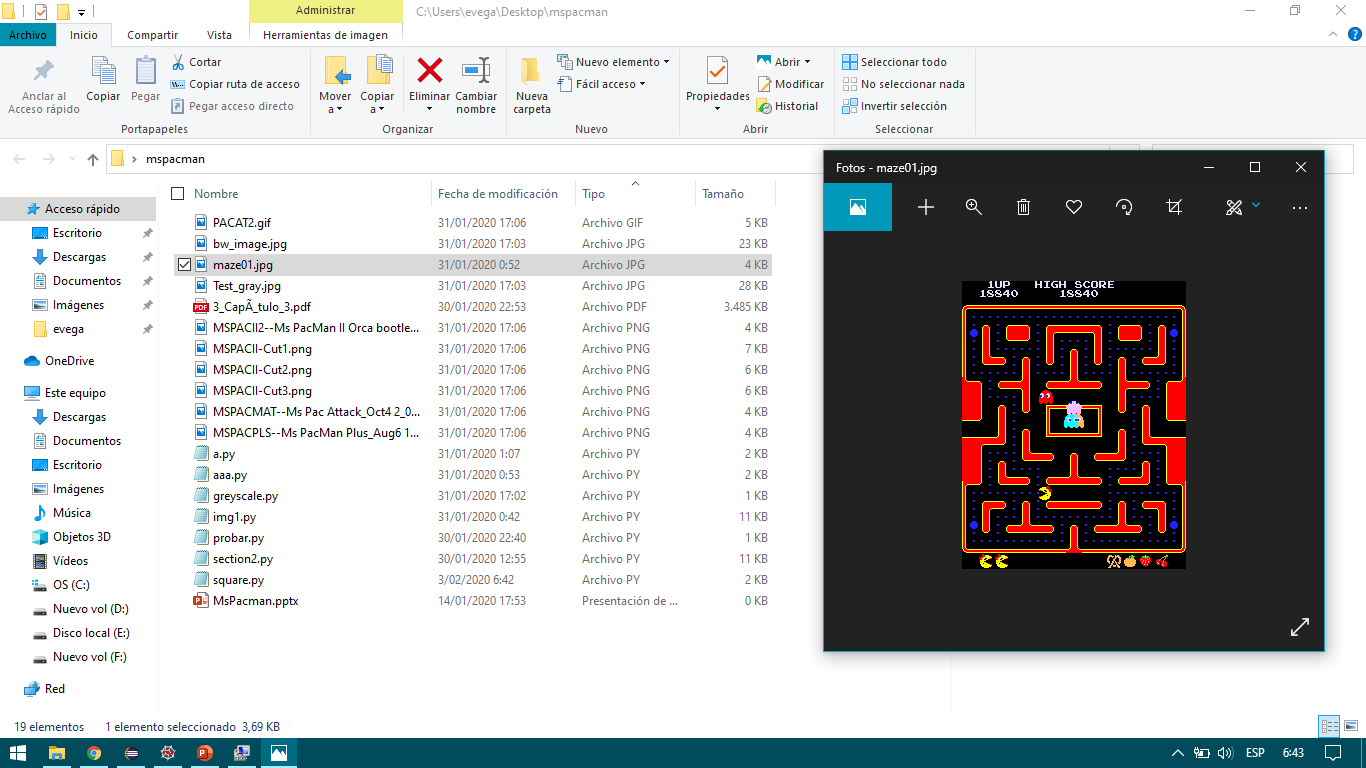 Administrar
C:\Users\evega\Desktop\mspacman
Archivo
Inicio
Compartir
Vista
Herramientas de imagen
Anclar al
Acceso rápido
Copiar
Pegar
Cortar
Copiar ruta de acceso
Pegar acceso directo
Portapapeles
Mover
a
Copiar
a
Eliminar
Cambiar
nombre
Organizar
Nueva
carpeta
Nuevo elemento
Fácil acceso
Nuevo
Propiedades
Abrir
Modificar
Historial
Abrir
Seleccionar todo
No seleccionar nada
Invertir selección
Seleccionar
mspacman
Acceso rápido
Escritorio
Descargas
Documentos
Imágenes
evega
OneDrive
Este equipo
Descargas
Documentos
Escritorio
Imágenes
Música
Objetos 3D
Vídeos
OS (C:)
Nuevo vol (D:)
Disco local (E:)
Nuevo vol (F:)
Red
Nombre Fecha de modificación Tipo Tamaño
PACAT2.gif 31/01/2020 17:06 Archivo GIF 5 KB
bw_image.jpg 31/01/2020 17:03 Archivo JPG 23 KB
maze01.jpg 31/01/2020 0:52 Archivo JPG 4 KB
Test_gray.jpg 31/01/2020 17:03 Archivo JPG 28 KB
3_CapÃ­tulo_3.pdf 30/01/2020 22:53 Archivo PDF 3.485 KB
MSPACII2--Ms PacMan II Orca bootle... 31/01/2020 17:06 Archivo PNG 4 KB
MSPACII-Cut1.png 31/01/2020 17:06 Archivo PNG 7 KB
MSPACII-Cut2.png 31/01/2020 17:06 Archivo PNG 6 KB
MSPACII-Cut3.png 31/01/2020 17:06 Archivo PNG 6 KB
MSPACMAT--Ms Pac Attack_Oct4 2_0... 31/01/2020 17:06 Archivo PNG 4 KB
MSPACPLS--Ms PacMan Plus_Aug6 1... 31/01/2020 17:06 Archivo PNG 4 KB
a.py 31/01/2020 1:07 Archivo PY 2 KB
aaa.py 31/01/2020 0:53 Archivo PY 2 KB
greyscale.py 31/01/2020 17:02 Archivo PY 1 KB
img1.py 31/01/2020 0:42 Archivo PY 11 KB
probar.py 30/01/2020 22:40 Archivo PY 1 KB
section2.py 30/01/2020 12:55 Archivo PY 11 KB
square.py 3/02/2020 6:42 Archivo PY 2 KB
MsPacman.pptx 14/01/2020 17:53 Presentación de ... 0 KB
Fotos - maze01.jpg
1UP HIGH SCORE
18840 18840
19 elementos 1 elemento seleccionado 3,69 KB
ESP 6:43